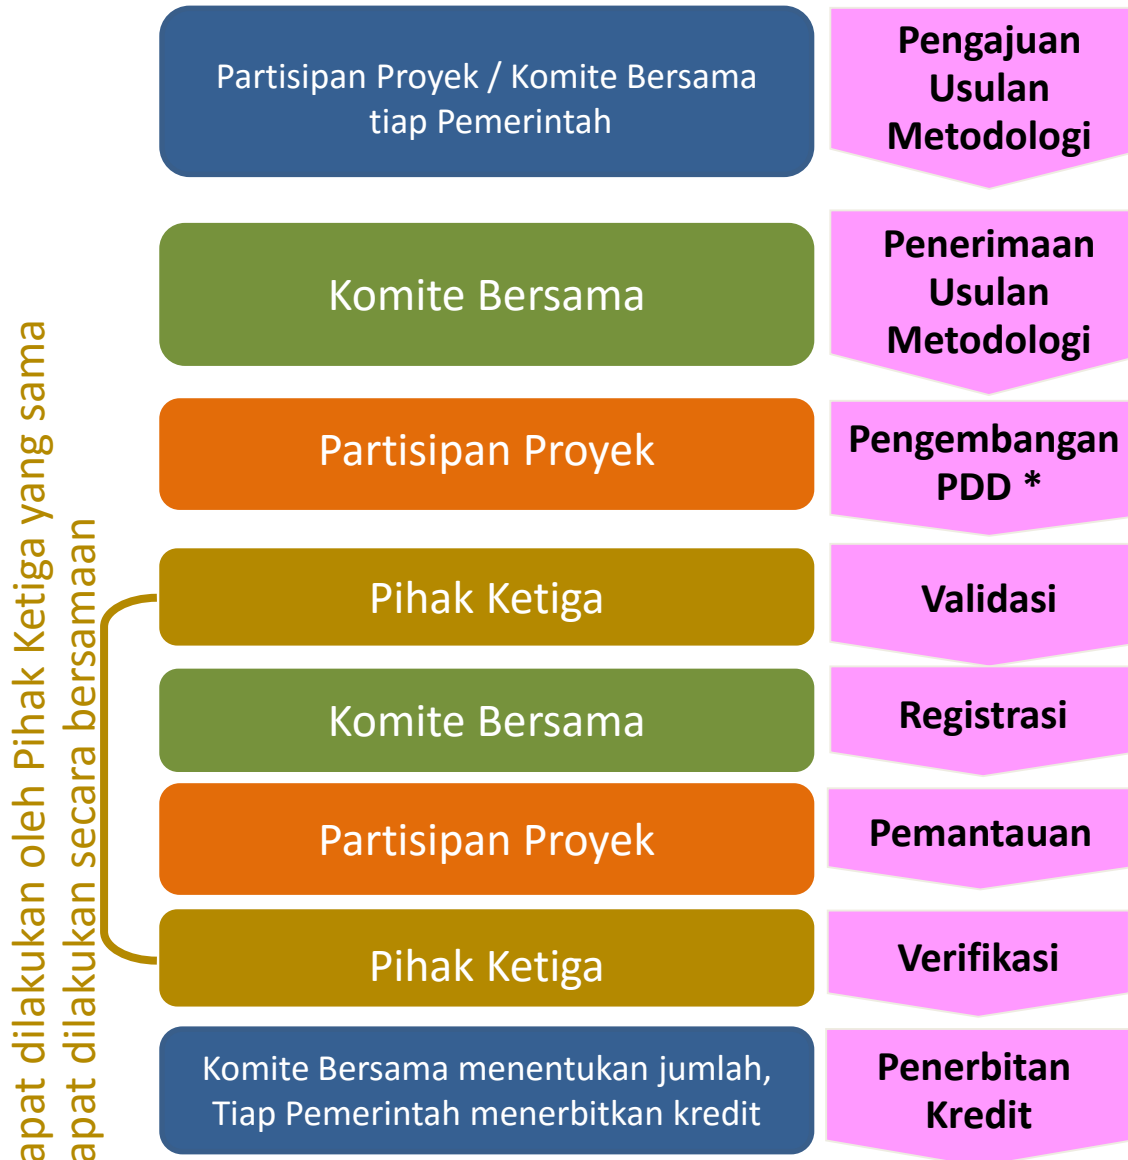 Partisipan Proyek / Komite Bersama
tiap Pemerintah
Pengajuan
Usulan
Metodologi
Komite Bersama
Penerimaan
Usulan
Metodologi
Partisipan Proyek
Pengembangan
PDD *
Pihak Ketiga
Validasi
Komite Bersama
Registrasi
Partisipan Proyek
Pemantauan
Pihak Ketiga
Verifikasi
Komite Bersama menentukan jumlah,
Tiap Pemerintah menerbitkan kredit
Penerbitan
Kredit
apat dilakukan oleh Pihak Ketiga yang sama
apat dilakukan secara bersamaan